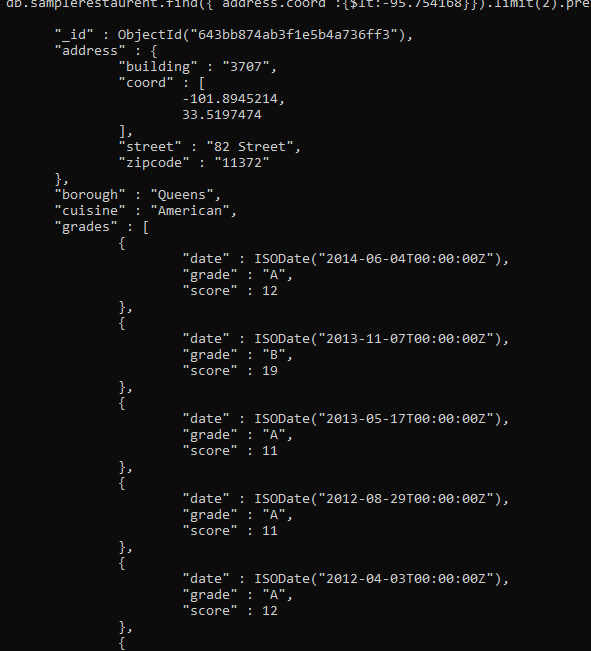 db.samplerestaurent.find({"address.coord":{$lt:-95.754168}}).limit(2).pre
"_id" : ObjectId("643bb874ab3f1e5b4a736ff3"),
"address" : {
"building" : "3707",
"coord" : [
-101.8945214,
33.5197474
],
"street" : "82 Street",
"zipcode" : "11372"
},
"borough" : "Queens",
"cuisine" : "American",
"grades" : [
{
"date" : ISODate("2014-06-04T00:00:00Z"),
"grade" : "A",
"score" : 12
},
{
"date" : ISODate("2013-11-07T00:00:00Z"),
"grade" : "B",
"score" : 19
},
{
"date" : ISODate("2013-05-17T00:00:00Z"),
"grade" : "A",
"score" : 11
},
{
"date" : ISODate("2012-08-29T00:00:00Z"),
"grade" : "A",
"score" : 11
},
{
"date" : ISODate("2012-04-03T00:00:00Z"),
"grade" : "A",
"score" : 12
},
{